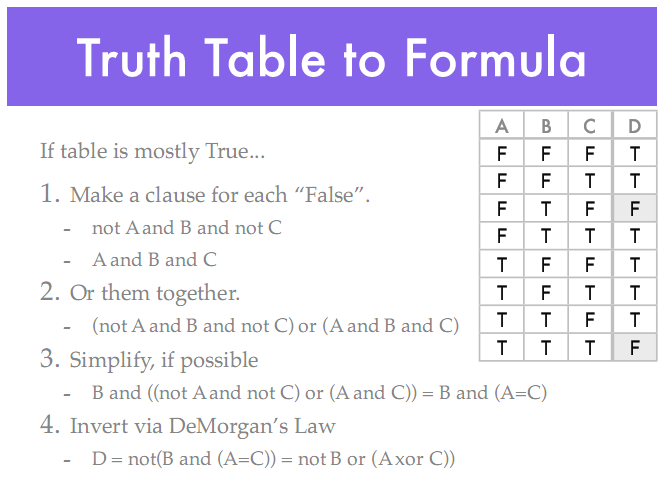 Truth Table to Formula
If table is mostly True...
1. Make a clause for each “False”.
- not A and B and not C
- A and B and C
2. Or them together.
- (not A and B and not C) or (A and B and C)
3. Simplify, if possible
- B and ((not A and not C) or (A and C)) = B and (A=C)
4. Invert via DeMorgan’s Law
- D = not(B and (A=C)) = not B or (A xor C))
A B C D
F F F T
F F T T
F T F F
F T T T
T F F T
T F T T
T T F T
T T T F